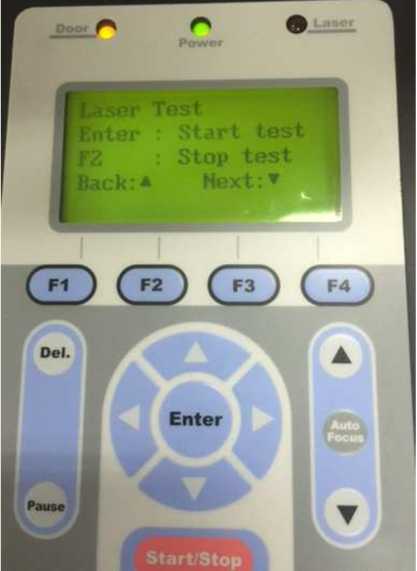 Door
Power
Laser
Laser Test
Enter : Start test
F2 : Stop test
Back:▲ Next:▼
F1 F2 F3 F4
Del.
Enter
Auto
Focus
Pause
Start/Stop